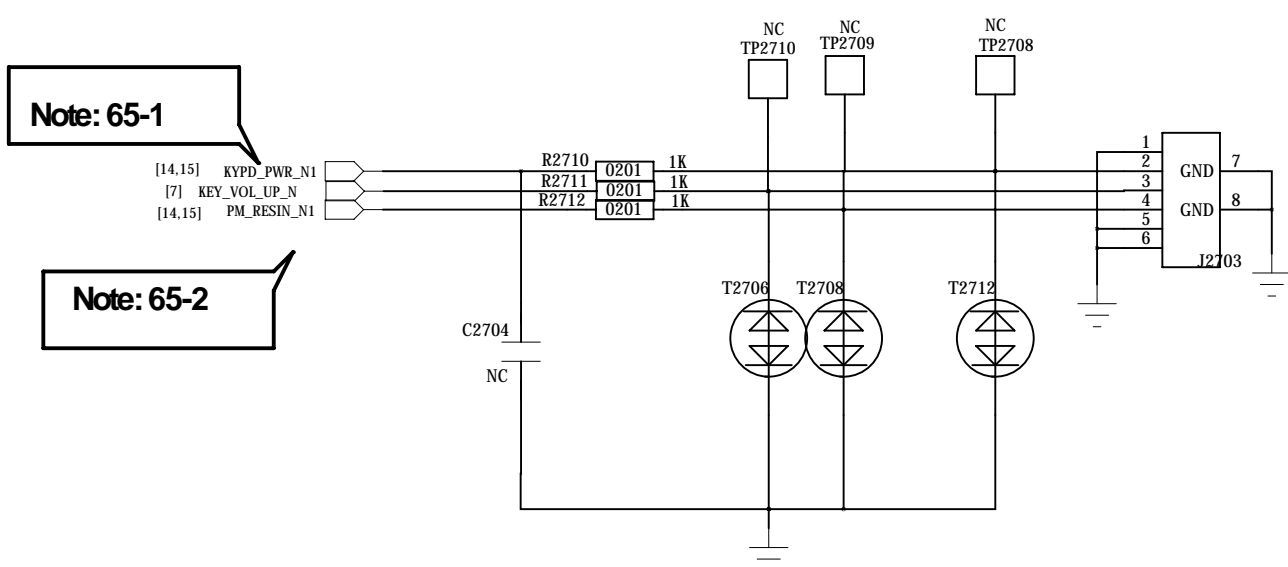 NC
TP2710
NC
TP2709
NC
TP2708
Note: 65-1
[14,15] KYPD_PWR_N1
[7] KEY_VOL_UP_N
[14,15] PM_RESIN_N1
R2710 0201 1K
R2711 0201 1K
R2712 0201 1K
1
2
3
4
5
6
GND 7
GND 8
J2703
Note: 65-2
T2706
T2708
T2712
C2704
NC